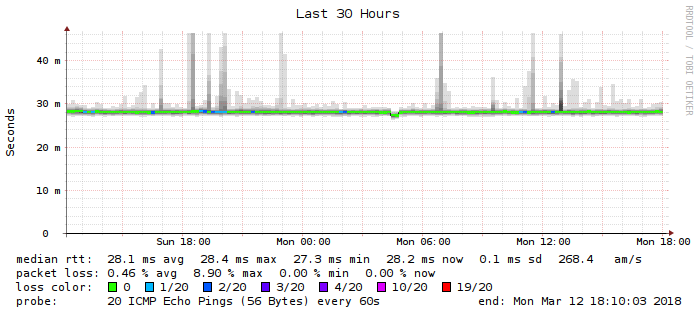 Last 30 Hours
RRDTOOL / TOBI OETIKER
Seconds
40 m
30 m
20 m
10 m
0
Sun 18:00 Mon 00:00 Mon 06:00 Mon 12:00 Mon 18:00
median rtt: 28.1 ms avg 28.4 ms max 27.3 ms min 28.2 ms now 0.1 ms sd 268.4 am/s
packet loss: 0.46 % avg 8.90 % max 0.00 % min 0.00 % now
loss color: 0 1/20 2/20 3/20 4/20 10/20 19/20
probe: 20 ICMP Echo Pings (56 Bytes) every 60s end: Mon Mar 12 18:10:03 2018